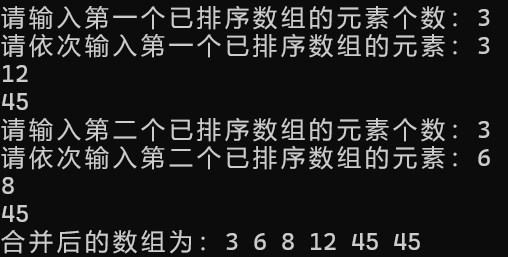 请输入第一个已排序数组的元素个数：3
请依次输入第一个已排序数组的元素：3
12
45
请输入第二个已排序数组的元素个数：3
请依次输入第二个已排序数组的元素：6
8
45
合并后的数组为：3 6 8 12 45 45